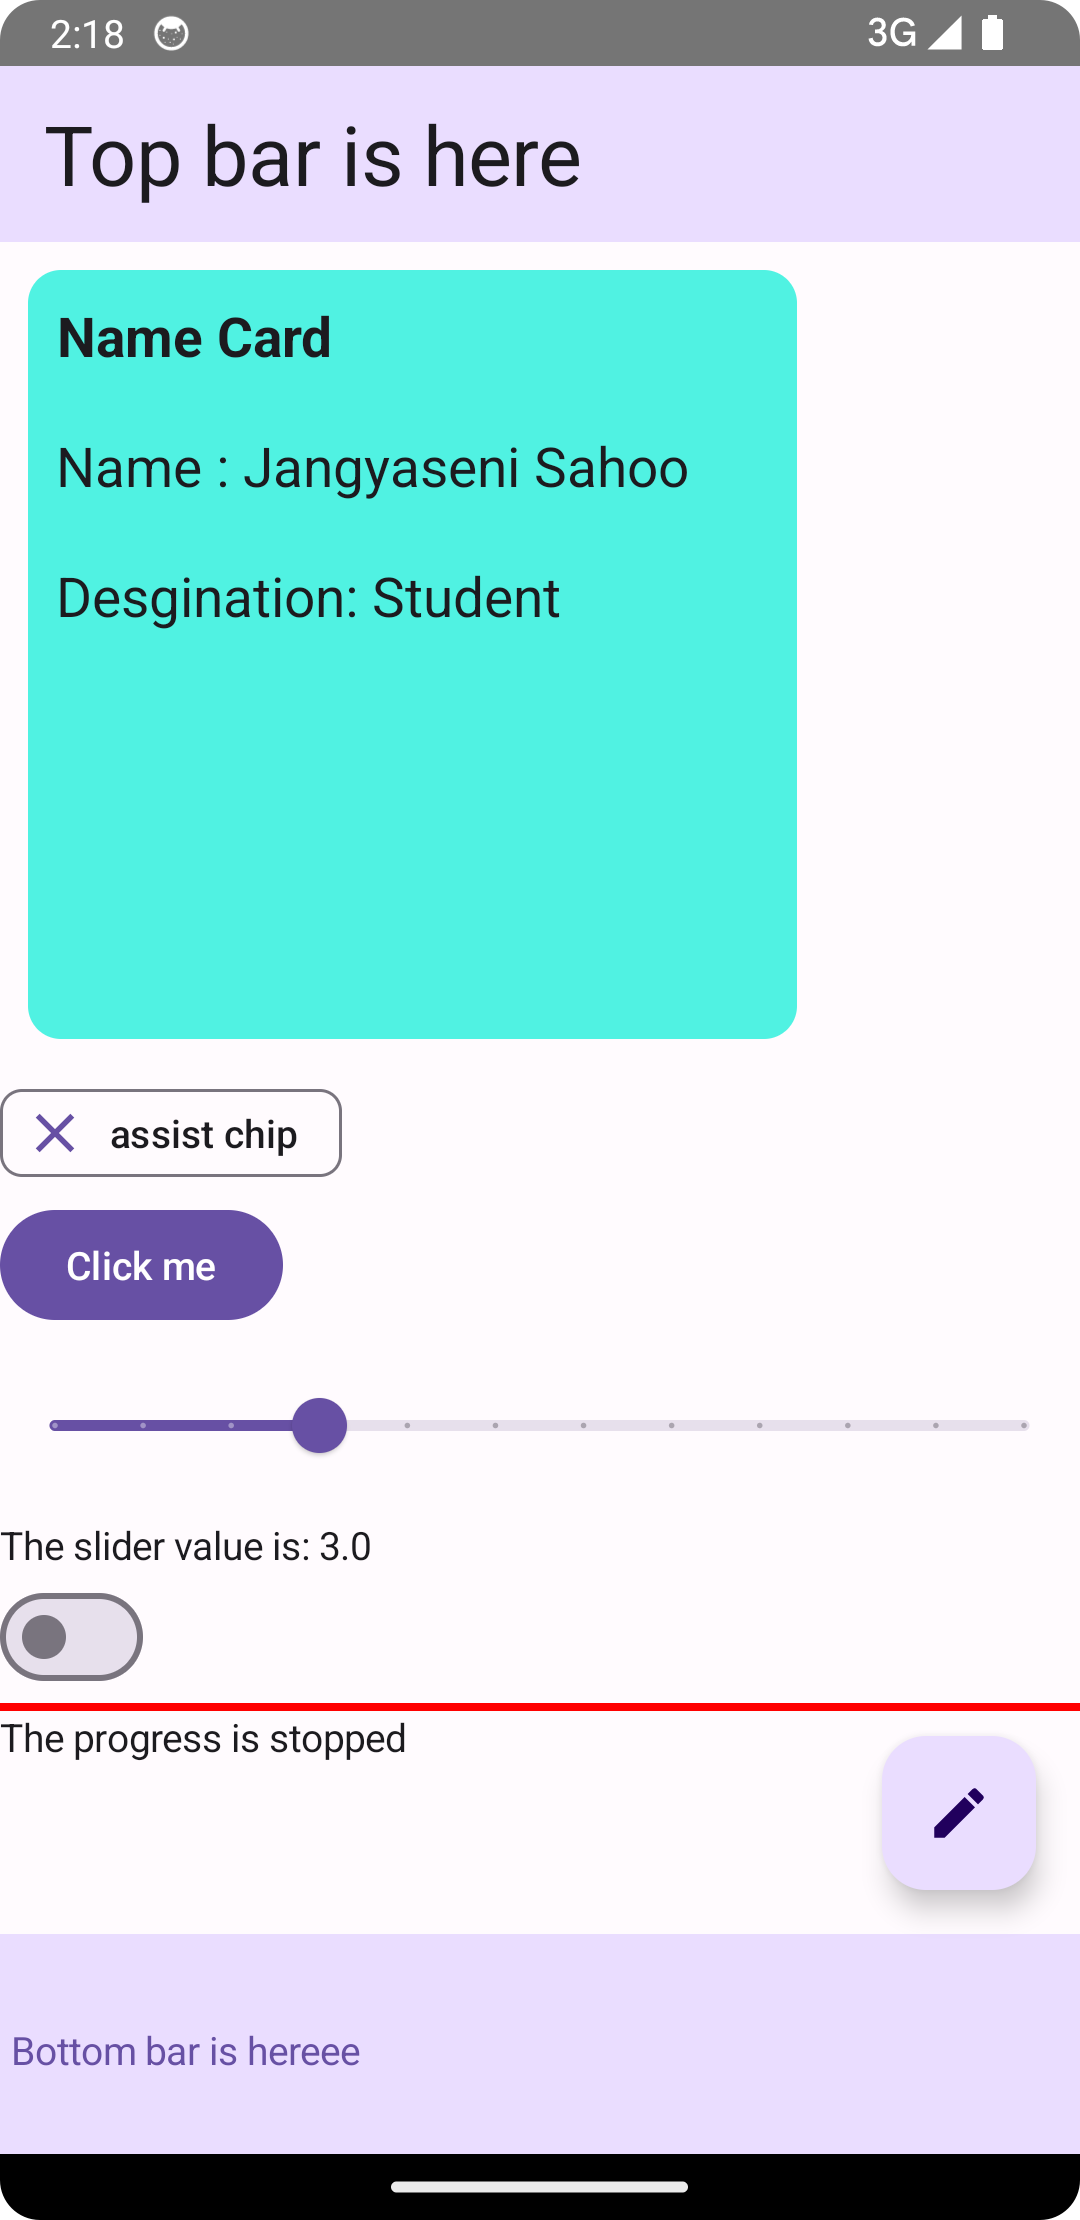 2:18 3G
Top bar is here
Name Card
Name : Jangyaseni Sahoo
Desgination: Student
assist chip
Click me
The slider value is: 3.0
The progress is stopped
Bottom bar is hereee